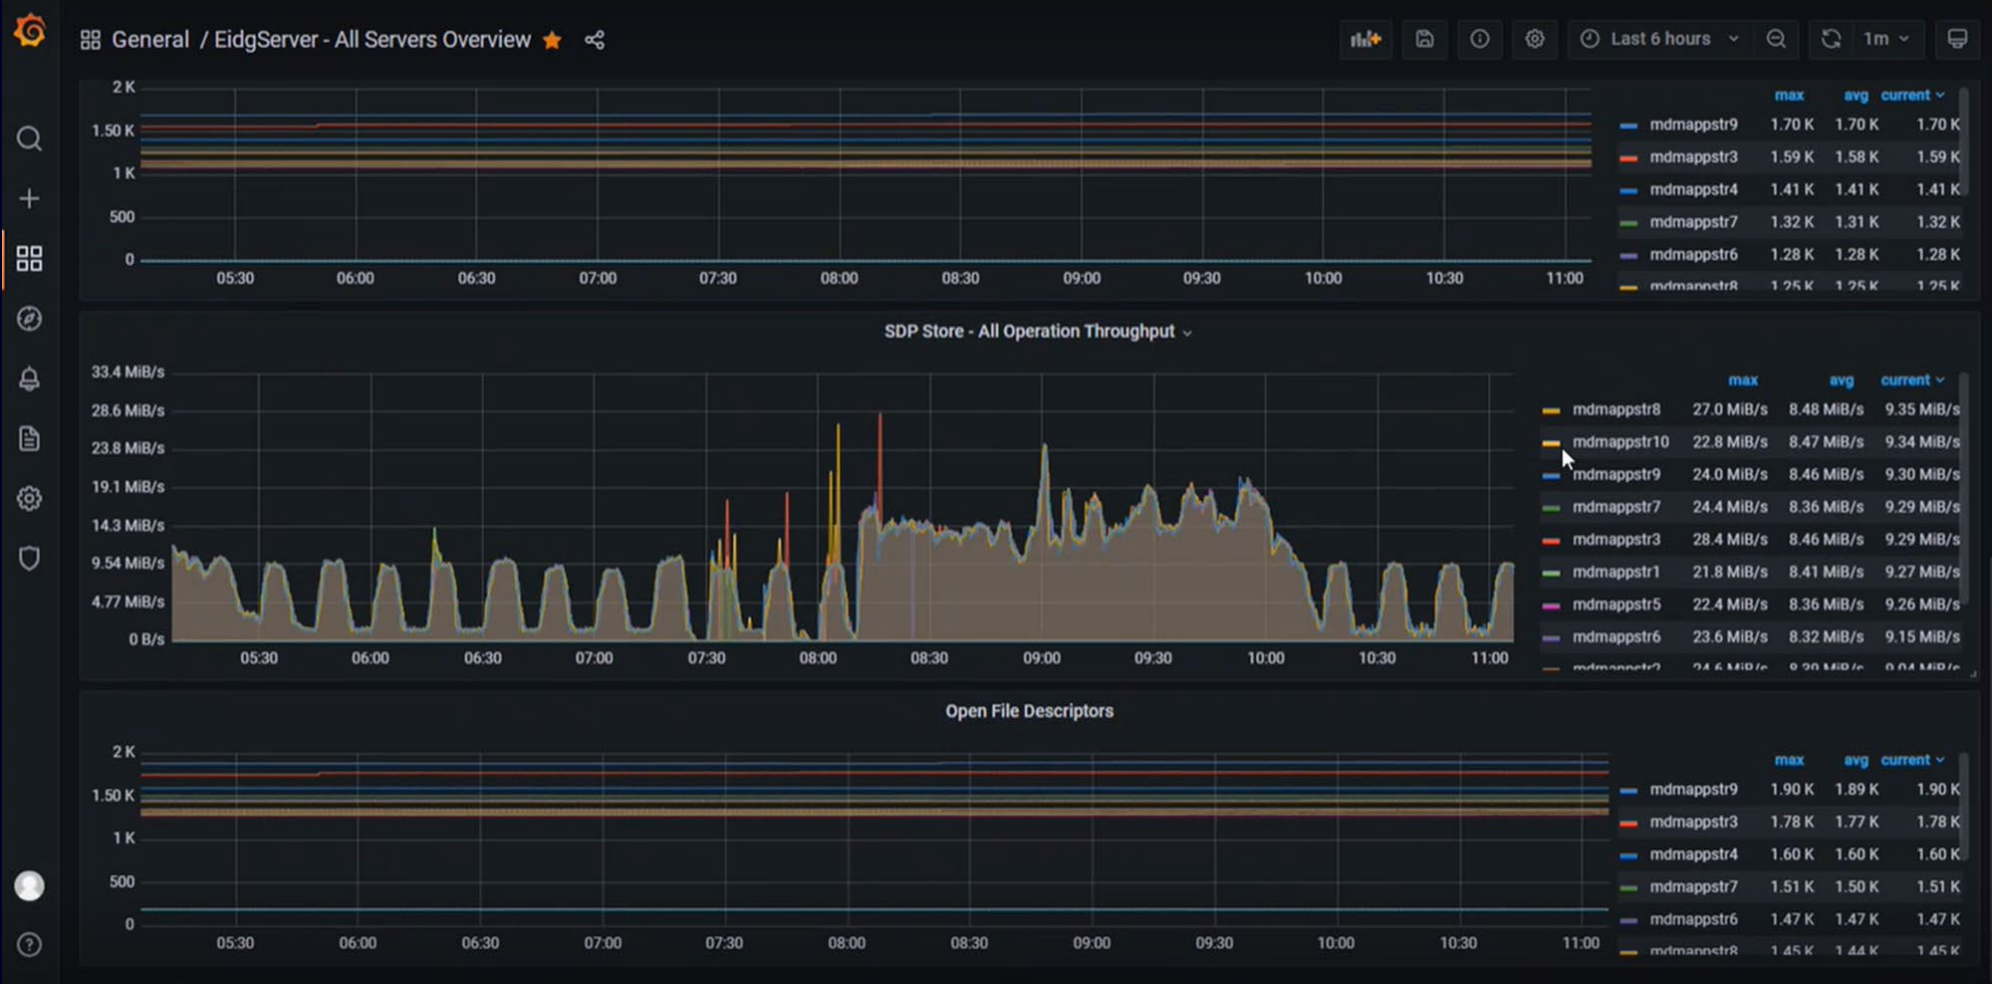 General / EidgServer - All Servers Overview
Last 6 hours
1m
2 K
1.50 K
1 K
500
0
05:30 06:00 06:30 07:00 07:30 08:00 08:30 09:00 09:30 10:00 10:30 11:00
max avg current
mdmappstr9 1.70 K 1.70 K 1.70 K
mdmappstr3 1.59 K 1.58 K 1.59 K
mdmappstr4 1.41 K 1.41 K 1.41 K
mdmappstr7 1.32 K 1.31 K 1.32 K
mdmappstr6 1.28 K 1.28 K 1.28 K
mdmappstr8 1.25 K 1.25 K 1.25 K
SDP Store - All Operation Throughput
33.4 MiB/s
28.6 MiB/s
23.8 MiB/s
19.1 MiB/s
14.3 MiB/s
9.54 MiB/s
4.77 MiB/s
0 B/s
05:30 06:00 06:30 07:00 07:30 08:00 08:30 09:00 09:30 10:00 10:30 11:00
max avg current
mdmappstr8 27.0 MiB/s 8.48 MiB/s 9.35 MiB/s
mdmappstr10 22.8 MiB/s 8.47 MiB/s 9.34 MiB/s
mdmappstr9 24.0 MiB/s 8.46 MiB/s 9.30 MiB/s
mdmappstr7 24.4 MiB/s 8.36 MiB/s 9.29 MiB/s
mdmappstr3 28.4 MiB/s 8.46 MiB/s 9.29 MiB/s
mdmappstr1 21.8 MiB/s 8.41 MiB/s 9.27 MiB/s
mdmappstr5 22.4 MiB/s 8.36 MiB/s 9.26 MiB/s
mdmappstr6 23.6 MiB/s 8.32 MiB/s 9.15 MiB/s
Open File Descriptors
2 K
1.50 K
1 K
500
0
05:30 06:00 06:30 07:00 07:30 08:00 08:30 09:00 09:30 10:00 10:30 11:00
max avg current
mdmappstr9 1.90 K 1.89 K 1.90 K
mdmappstr3 1.78 K 1.77 K 1.78 K
mdmappstr4 1.60 K 1.60 K 1.60 K
mdmappstr7 1.51 K 1.50 K 1.51 K
mdmappstr6 1.47 K 1.47 K 1.47 K
mdmappstr8 1.45 K 1.44 K 1.45 K